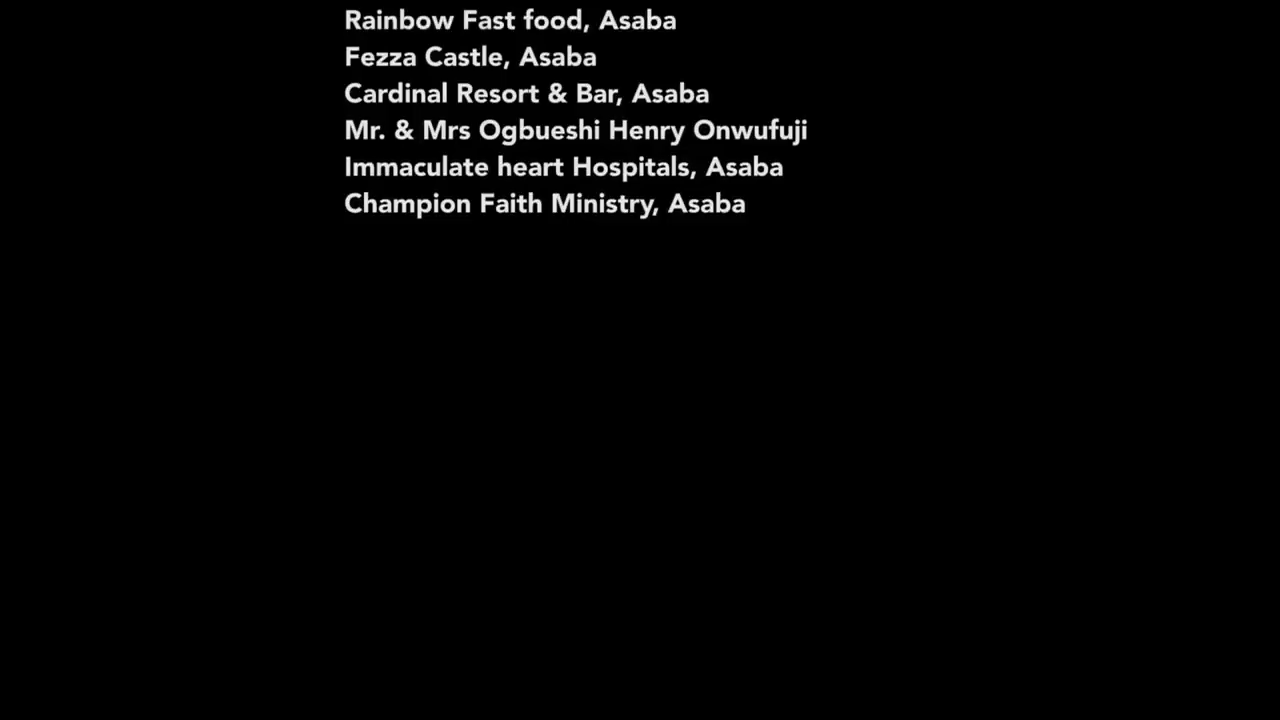 Rainbow Fast food, Asaba
Fezza Castle, Asaba
Cardinal Resort & Bar, Asaba
Mr. & Mrs Ogbueshi Henry Onwufuji
Immaculate heart Hospitals, Asaba
Champion Faith Ministry, Asaba